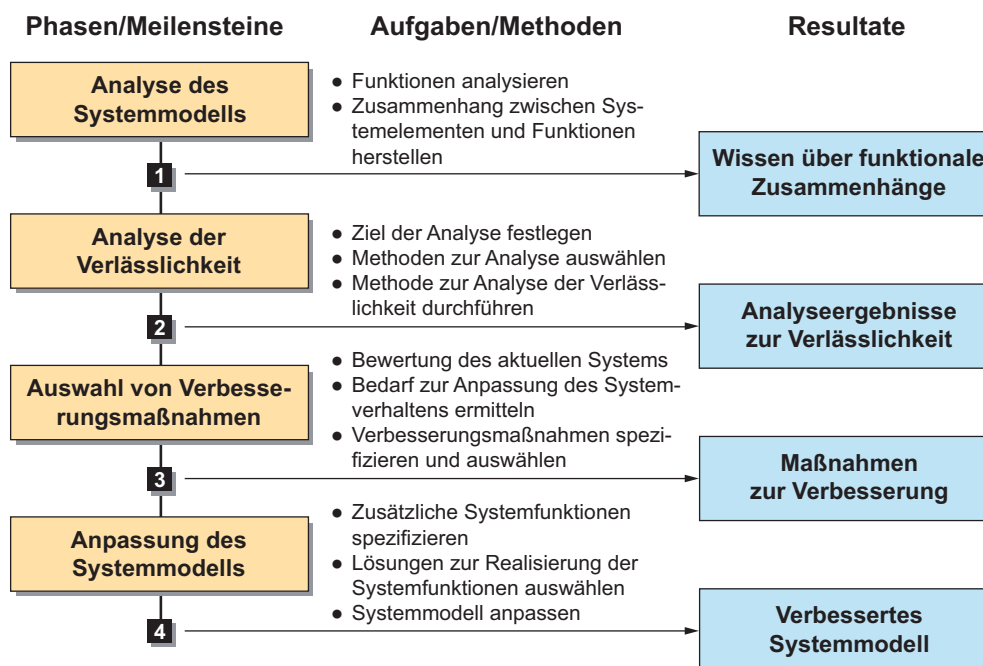 Phasen/Meilensteine
Aufgaben/Methoden
Resultate
Analyse des
Systemmodells
● Funktionen analysieren
● Zusammenhang zwischen Sys-
temelementen und Funktionen
herstellen
1
Wissen über funktionale
Zusammenhänge
Analyse der
Verlässlichkeit
● Ziel der Analyse festlegen
● Methoden zur Analyse auswählen
● Methode zur Analyse der Verläss-
lichkeit durchführen
2
Analyseergebnisse
zur Verlässlichkeit
Auswahl von Verbesse-
rungsmaßnahmen
● Bewertung des aktuellen Systems
● Bedarf zur Anpassung des System-
verhaltens ermitteln
● Verbesserungsmaßnahmen spezi-
fizieren und auswählen
3
Maßnahmen
zur Verbesserung
Anpassung des
Systemmodells
● Zusätzliche Systemfunktionen
spezifizieren
● Lösungen zur Realisierung der
Systemfunktionen auswählen
● Systemmodell anpassen
4
Verbessertes
Systemmodell